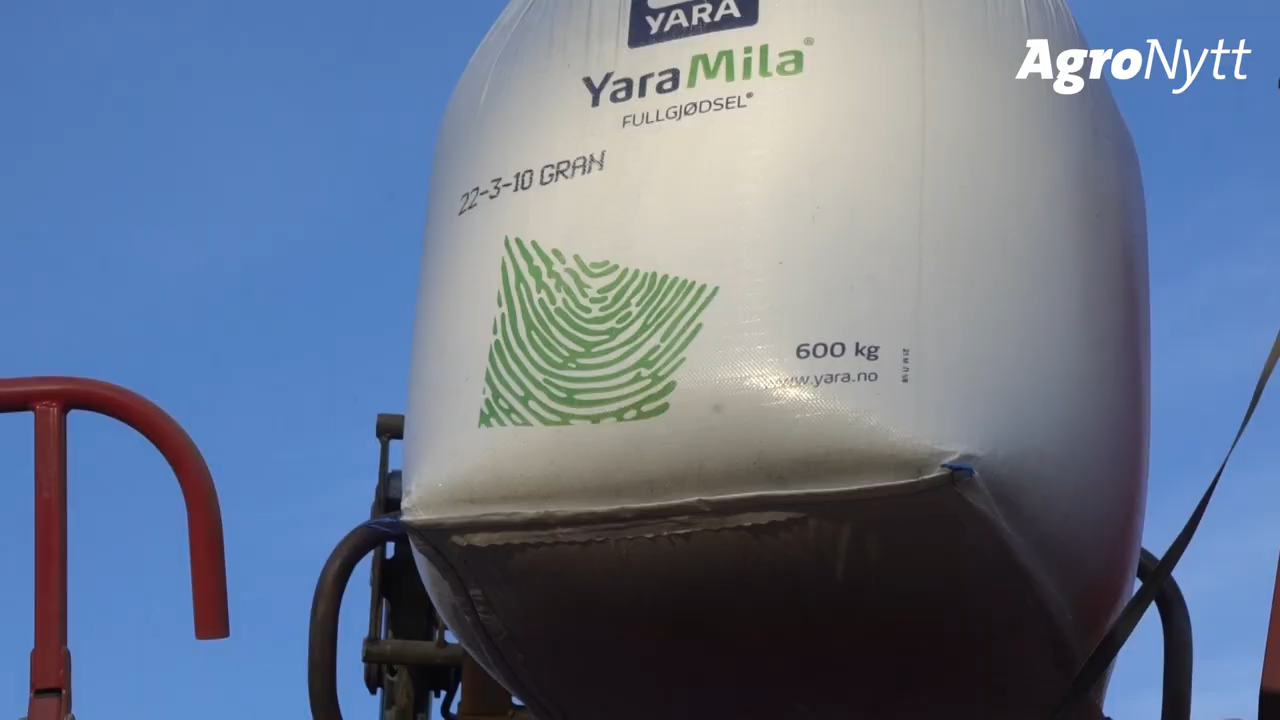 YARA
AgroNytt
YaraMila®
FULLGJØDSEL®
22-3-10 GRAN
600 kg
www.yara.no